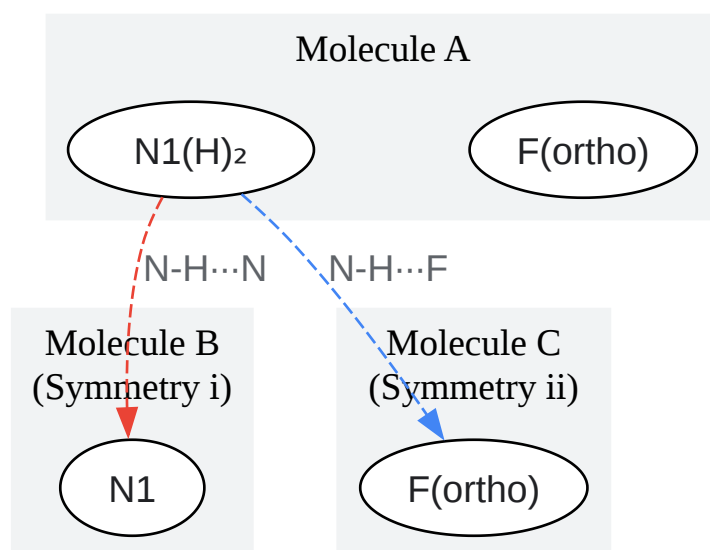 Molecule A
N1(H)₂
F(ortho)
N-H···N
N-H···F
Molecule B
(Symmetry i)
Molecule C
(Symmetry ii)
N1
F(ortho)